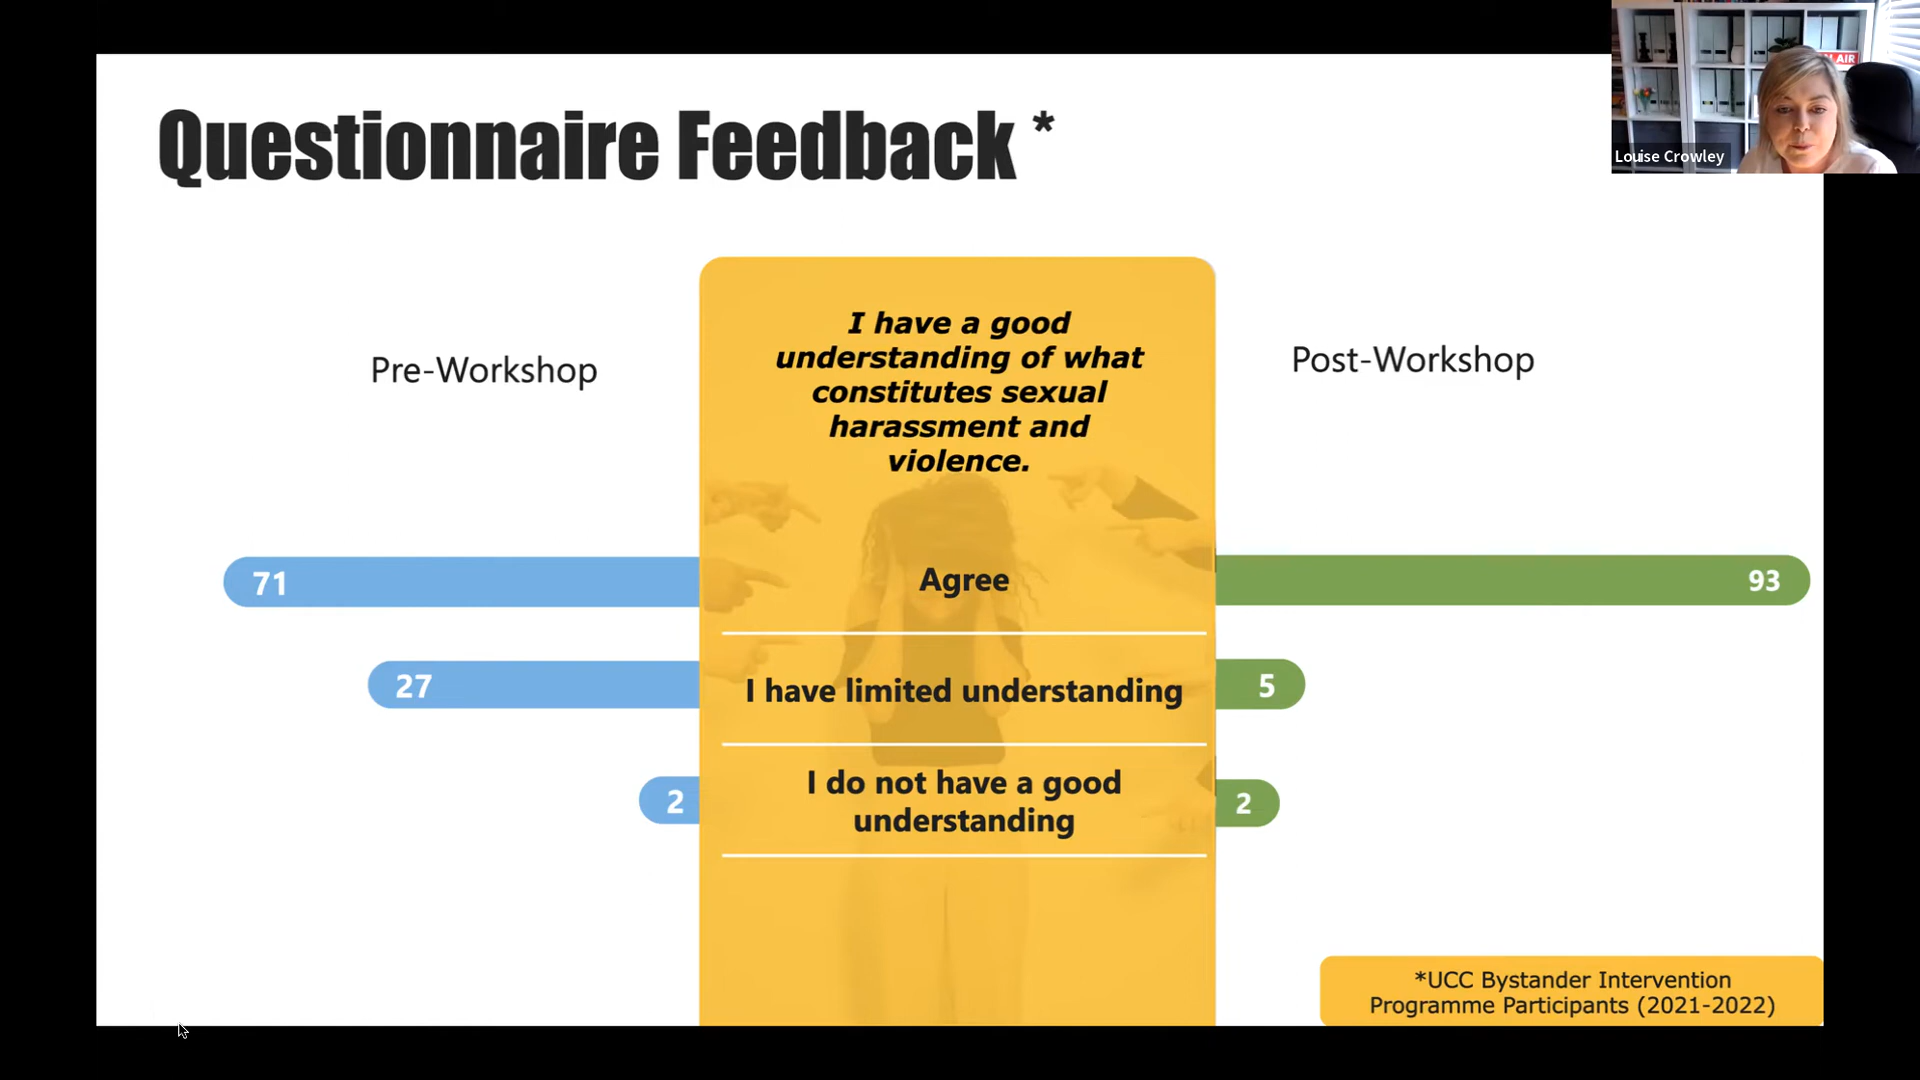 Questionnaire Feedback *
AIR
Louise Crowley
Pre-Workshop
I have a good
understanding of what
constitutes sexual
harassment and
violence.
Post-Workshop
71
Agree
93
27
I have limited understanding
5
2
I do not have a good
understanding
2
*UCC Bystander Intervention
Programme Participants (2021-2022)